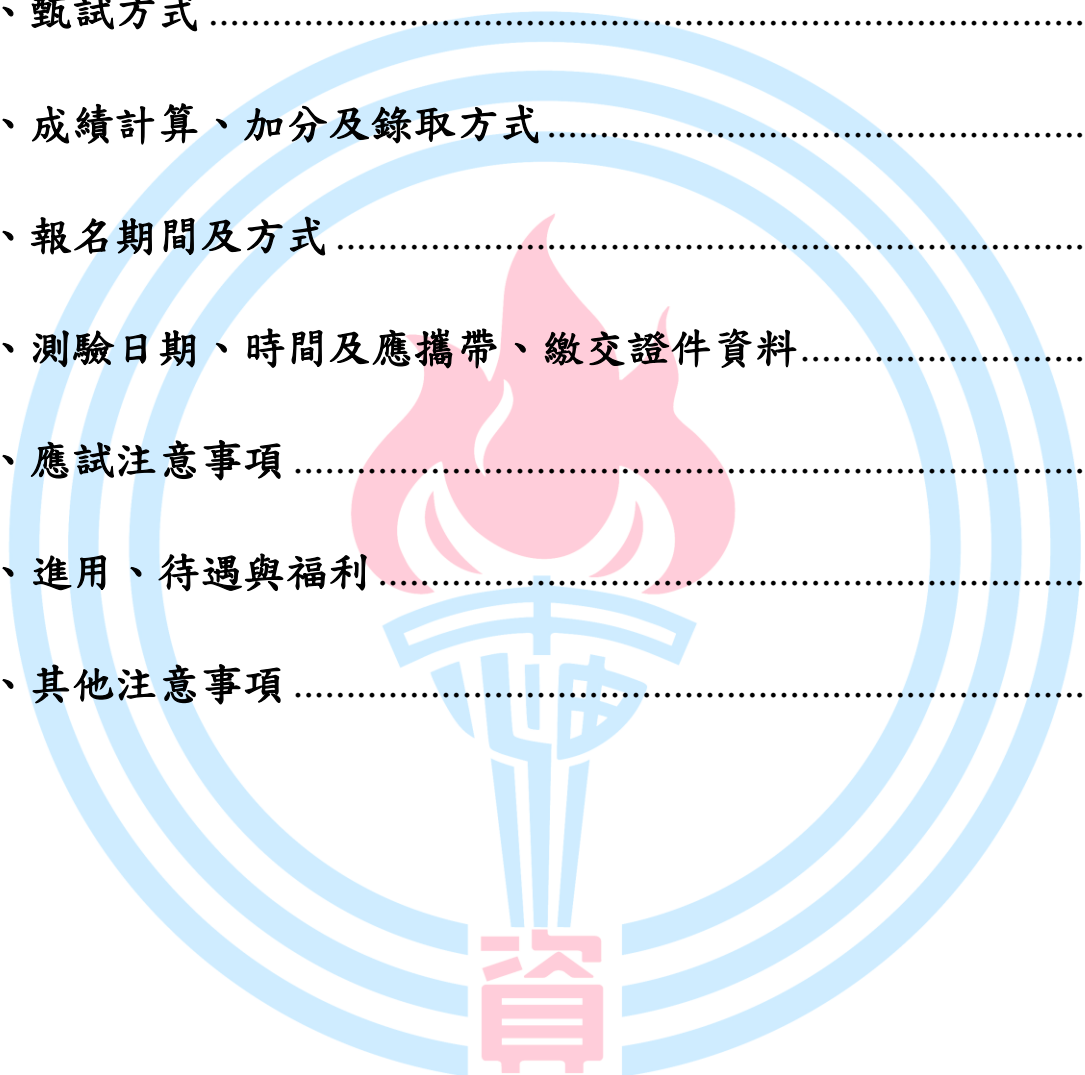 、甄試方式
、成績計算、加分及錄取方式
、報名期間及方式
、測驗日期、時間及應攜帶、繳交證件資料
、應試注意事項
、進用、待遇與福利
、其他注意事項
中油
資